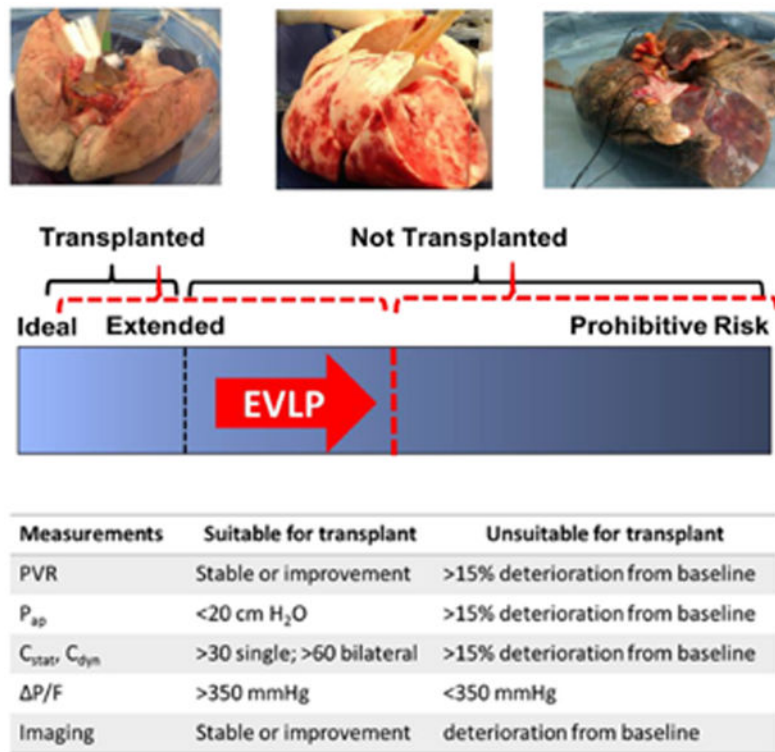 Transplanted Not Transplanted
Ideal Extended Prohibitive Risk
EVLP
Measurements Suitable for transplant Unsuitable for transplant
PVR Stable or improvement >15% deterioration from baseline
Pap <20 cm H2O >15% deterioration from baseline
Cstat, Cdyn >30 single; >60 bilateral >15% deterioration from baseline
ΔP/F >350 mmHg <350 mmHg
Imaging Stable or improvement deterioration from baseline